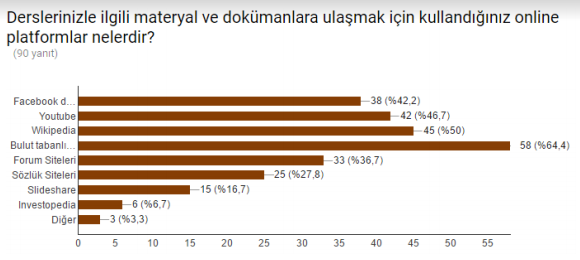 Derslerinizle ilgili materyal ve dokümanlara ulaşmak için kullandığınız online
platformlar nelerdir?
(90 yanıt)
Facebook d... 38 (%42,2)
Youtube 42 (%46,7)
Wikipedia 45 (%50)
Bulut tabanlı... 58 (%64,4)
Forum Siteleri 33 (%36,7)
Sözlük Siteleri 25 (%27,8)
Slideshare 15 (%16,7)
Investopedia 6 (%6,7)
Diğer 3 (%3,3)
0 5 10 15 20 25 30 35 40 45 50 55